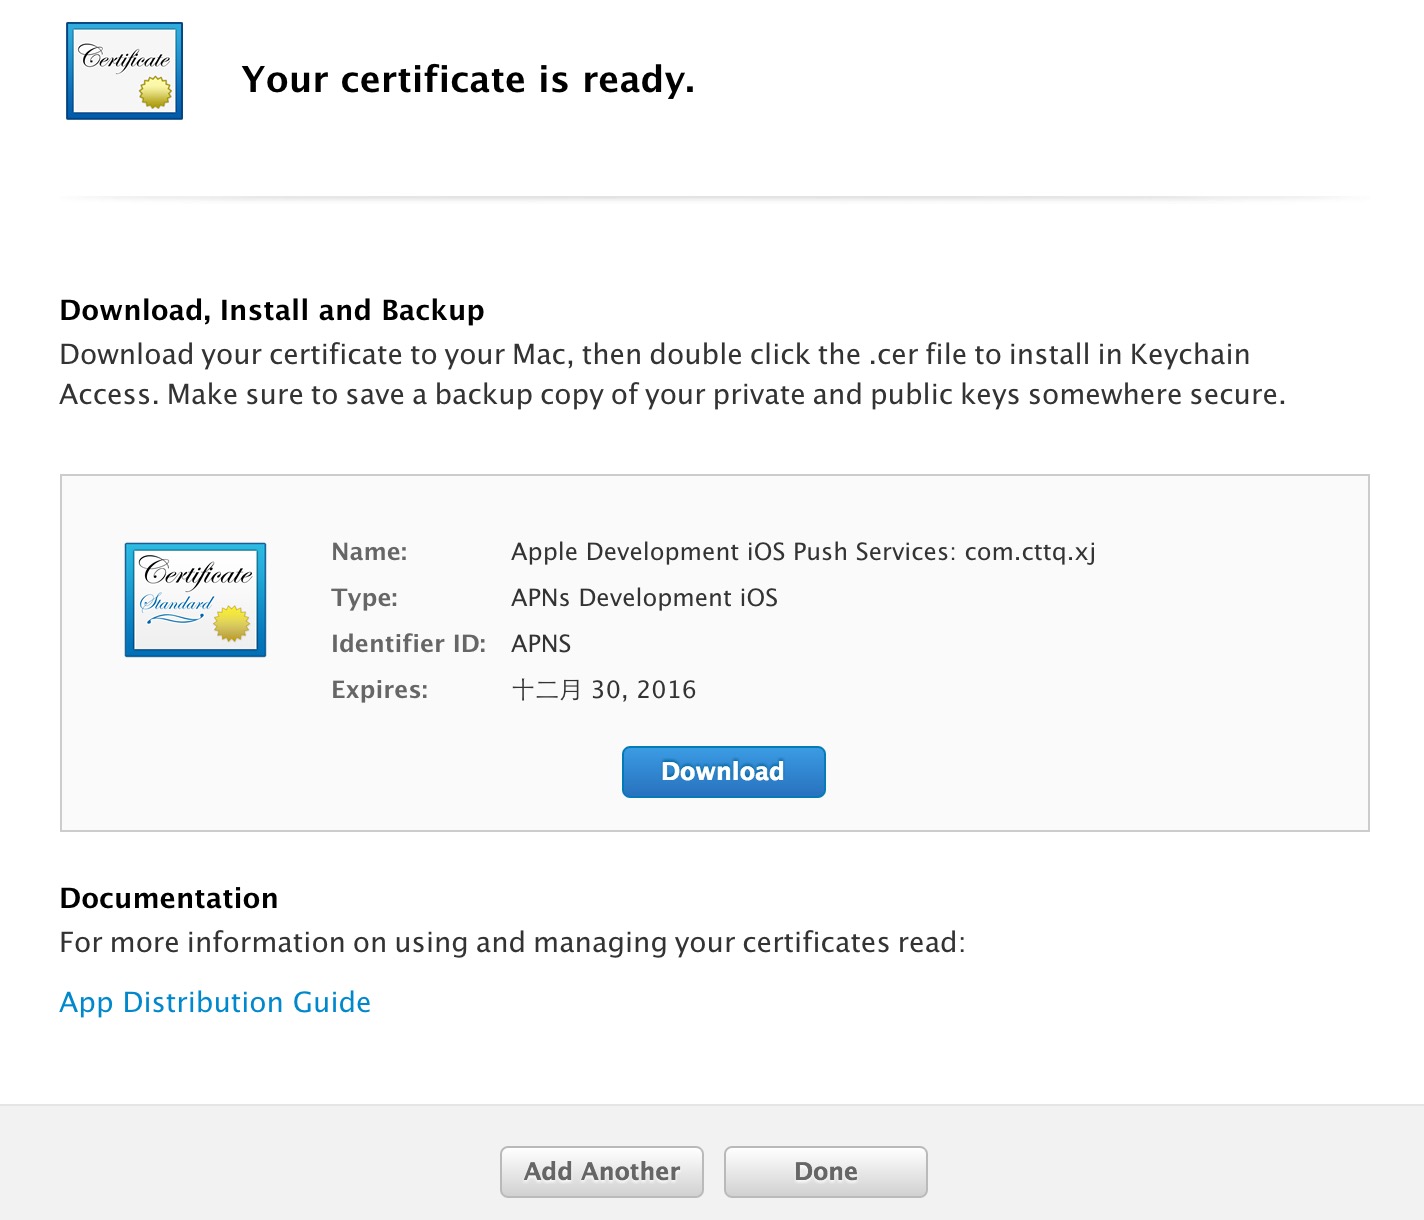 Certificate
Your certificate is ready.
Download, Install and Backup
Download your certificate to your Mac, then double click the .cer file to install in Keychain
Access. Make sure to save a backup copy of your private and public keys somewhere secure.
Certificate
Standard
Name: Apple Development iOS Push Services: com.cttq.xj
Type: APNs Development iOS
Identifier ID: APNS
Expires: 十二月 30, 2016
Download
Documentation
For more information on using and managing your certificates read:
App Distribution Guide
Add Another Done